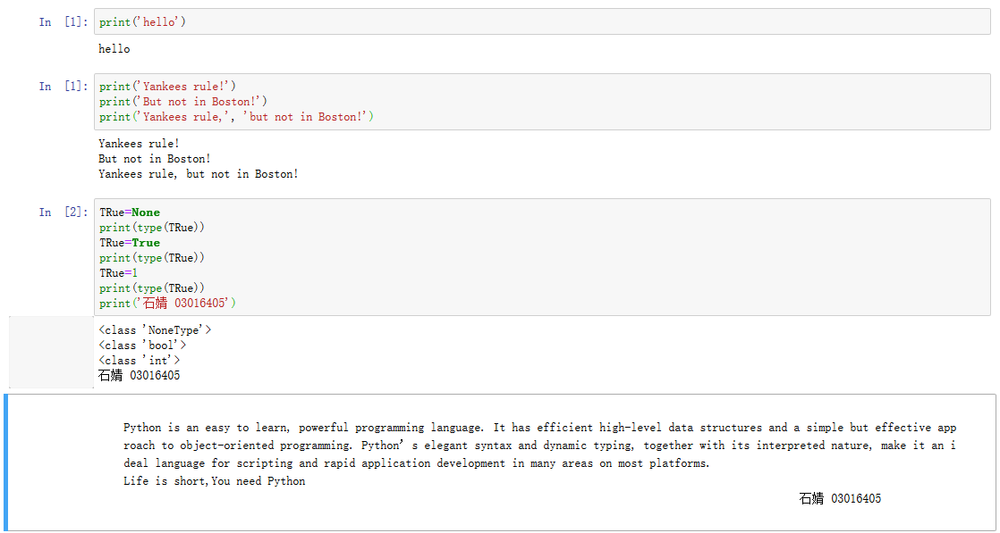 In [1]: print('hello')
hello
In [1]: print('Yankees rule!')
print('But not in Boston!')
print('Yankees rule,', 'but not in Boston!')
Yankees rule!
But not in Boston!
Yankees rule, but not in Boston!
In [2]: TRue=None
print(type(TRue))
TRue=True
print(type(TRue))
TRue=1
print(type(TRue))
print('石婧 03016405')
<class 'NoneType'>
<class 'bool'>
<class 'int'>
石婧 03016405
Python is an easy to learn, powerful programming language. It has efficient high-level data structures and a simple but effective app
roach to object-oriented programming. Python’s elegant syntax and dynamic typing, together with its interpreted nature, make it an i
deal language for scripting and rapid application development in many areas on most platforms.
Life is short,You need Python
石婧 03016405